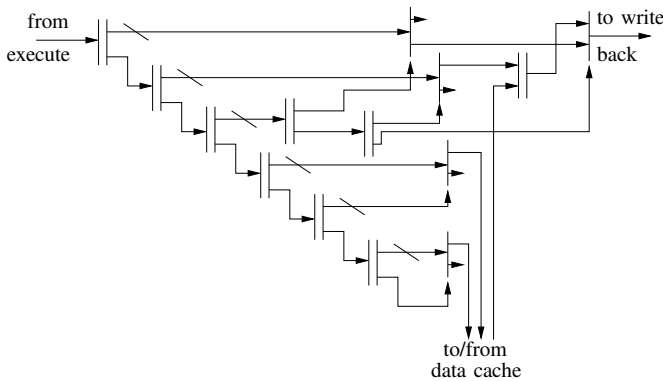 from
execute
to write
back
to/from
data cache